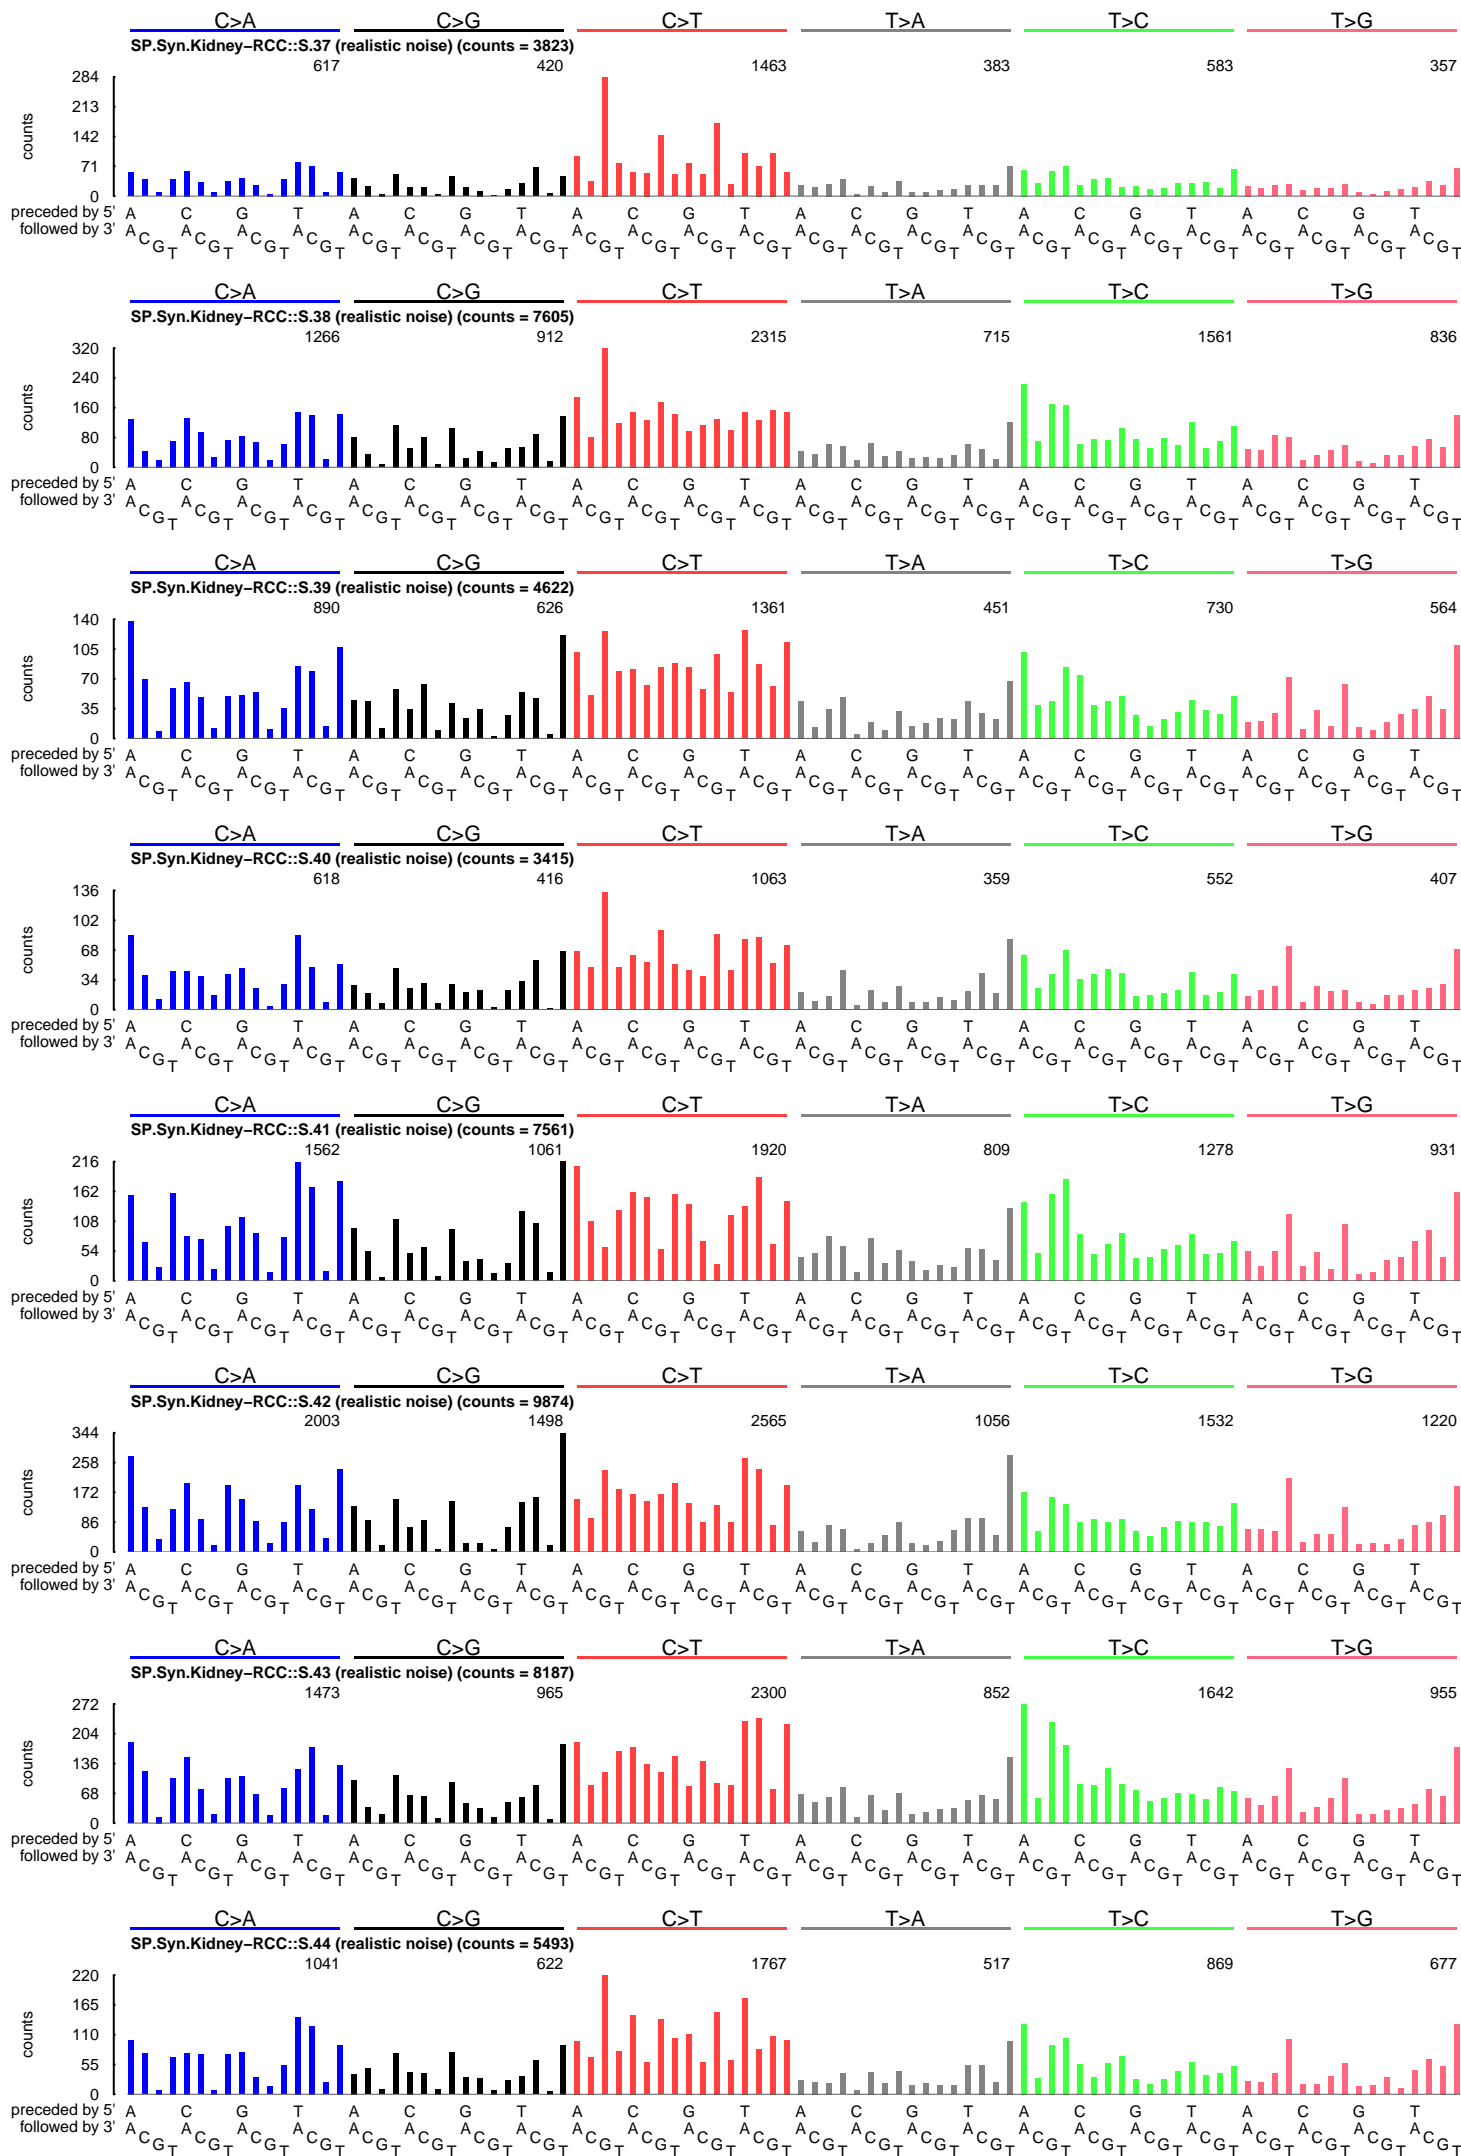 C>A C>G C>T T>A T>C T>G
SP.Syn.Kidney−RCC::S.37 (realistic noise) (counts = 3823)
617 420 1463 383 583 357
284
213
142
71
0
counts
preceded by 5' A C G T A C G T A C G T A C G T A C G T A C G T
followed by 3' A C G T A C G T A C G T A C G T A C G T A C G T A C G T A C G T A C G T A C G T A C G T A C G T A C G T A C G T A C G T A C G T A C G T A C G T A C G T A C G T A C G T A C G T A C G T A C G T
C>A C>G C>T T>A T>C T>G
SP.Syn.Kidney−RCC::S.38 (realistic noise) (counts = 7605)
1266 912 2315 715 1561 836
320
240
160
80
0
counts
preceded by 5' A C G T A C G T A C G T A C G T A C G T A C G T
followed by 3' A C G T A C G T A C G T A C G T A C G T A C G T A C G T A C G T A C G T A C G T A C G T A C G T A C G T A C G T A C G T A C G T A C G T A C G T A C G T A C G T A C G T A C G T A C G T A C G T
C>A C>G C>T T>A T>C T>G
SP.Syn.Kidney−RCC::S.39 (realistic noise) (counts = 4622)
890 626 1361 451 730 564
140
105
70
35
0
counts
preceded by 5' A C G T A C G T A C G T A C G T A C G T A C G T
followed by 3' A C G T A C G T A C G T A C G T A C G T A C G T A C G T A C G T A C G T A C G T A C G T A C G T A C G T A C G T A C G T A C G T A C G T A C G T A C G T A C G T A C G T A C G T A C G T A C G T
C>A C>G C>T T>A T>C T>G
SP.Syn.Kidney−RCC::S.40 (realistic noise) (counts = 3415)
618 416 1063 359 552 407
136
102
68
34
0
counts
preceded by 5' A C G T A C G T A C G T A C G T A C G T A C G T
followed by 3' A C G T A C G T A C G T A C G T A C G T A C G T A C G T A C G T A C G T A C G T A C G T A C G T A C G T A C G T A C G T A C G T A C G T A C G T A C G T A C G T A C G T A C G T A C G T A C G T
C>A C>G C>T T>A T>C T>G
SP.Syn.Kidney−RCC::S.41 (realistic noise) (counts = 7561)
1562 1061 1920 809 1278 931
216
162
108
54
0
counts
preceded by 5' A C G T A C G T A C G T A C G T A C G T A C G T
followed by 3' A C G T A C G T A C G T A C G T A C G T A C G T A C G T A C G T A C G T A C G T A C G T A C G T A C G T A C G T A C G T A C G T A C G T A C G T A C G T A C G T A C G T A C G T A C G T A C G T
C>A C>G C>T T>A T>C T>G
SP.Syn.Kidney−RCC::S.42 (realistic noise) (counts = 9874)
2003 1498 2565 1056 1532 1220
344
258
172
86
0
counts
preceded by 5' A C G T A C G T A C G T A C G T A C G T A C G T
followed by 3' A C G T A C G T A C G T A C G T A C G T A C G T A C G T A C G T A C G T A C G T A C G T A C G T A C G T A C G T A C G T A C G T A C G T A C G T A C G T A C G T A C G T A C G T A C G T A C G T
C>A C>G C>T T>A T>C T>G
SP.Syn.Kidney−RCC::S.43 (realistic noise) (counts = 8187)
1473 965 2300 852 1642 955
272
204
136
68
0
counts
preceded by 5' A C G T A C G T A C G T A C G T A C G T A C G T
followed by 3' A C G T A C G T A C G T A C G T A C G T A C G T A C G T A C G T A C G T A C G T A C G T A C G T A C G T A C G T A C G T A C G T A C G T A C G T A C G T A C G T A C G T A C G T A C G T A C G T
C>A C>G C>T T>A T>C T>G
SP.Syn.Kidney−RCC::S.44 (realistic noise) (counts = 5493)
1041 622 1767 517 869 677
220
165
110
55
0
counts
preceded by 5' A C G T A C G T A C G T A C G T A C G T A C G T
followed by 3' A C G T A C G T A C G T A C G T A C G T A C G T A C G T A C G T A C G T A C G T A C G T A C G T A C G T A C G T A C G T A C G T A C G T A C G T A C G T A C G T A C G T A C G T A C G T A C G T